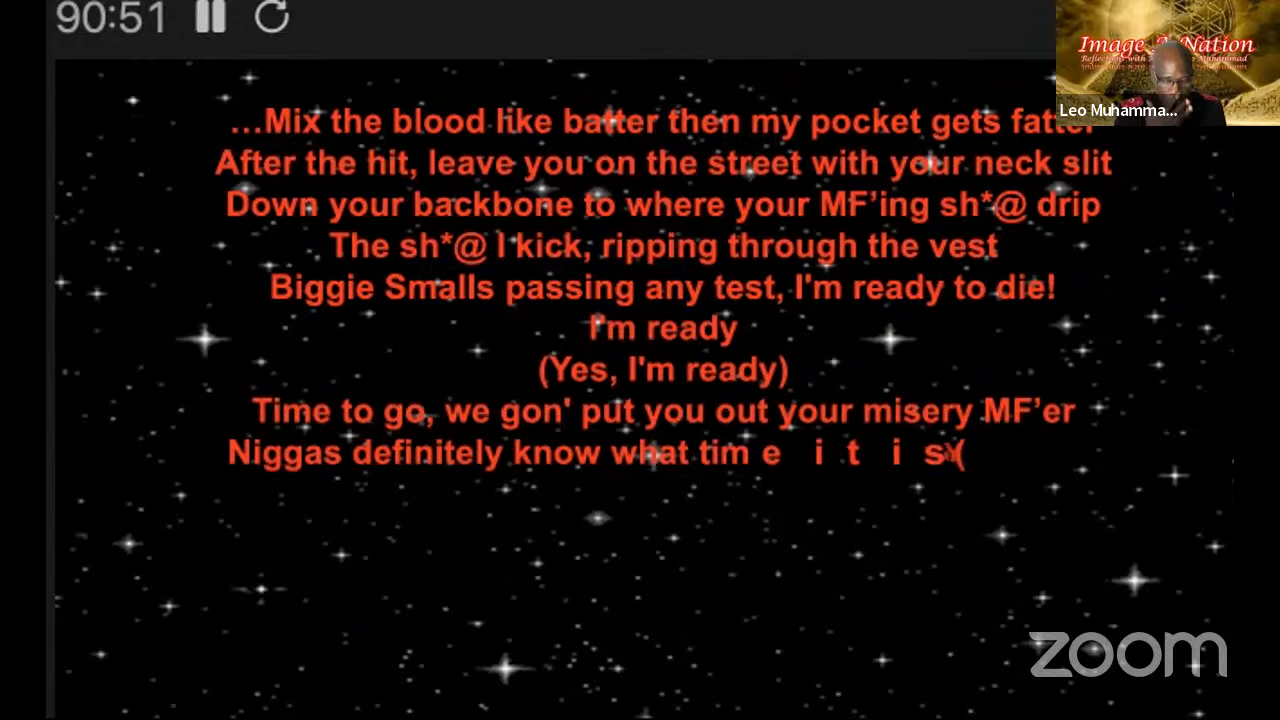 90:51
Image A Nation
Leo Muhamma...
...Mix the blood like batter then my pocket gets fatter
After the hit, leave you on the street with your neck slit
Down your backbone to where your MF'ing sh*@ drip
The sh*@ I kick, ripping through the vest
Biggie Smalls passing any test, I'm ready to die!
I'm ready
(Yes, I'm ready)
Time to go, we gon' put you out your misery MF'er
Niggas definitely know what tim e i t i s (
zoom